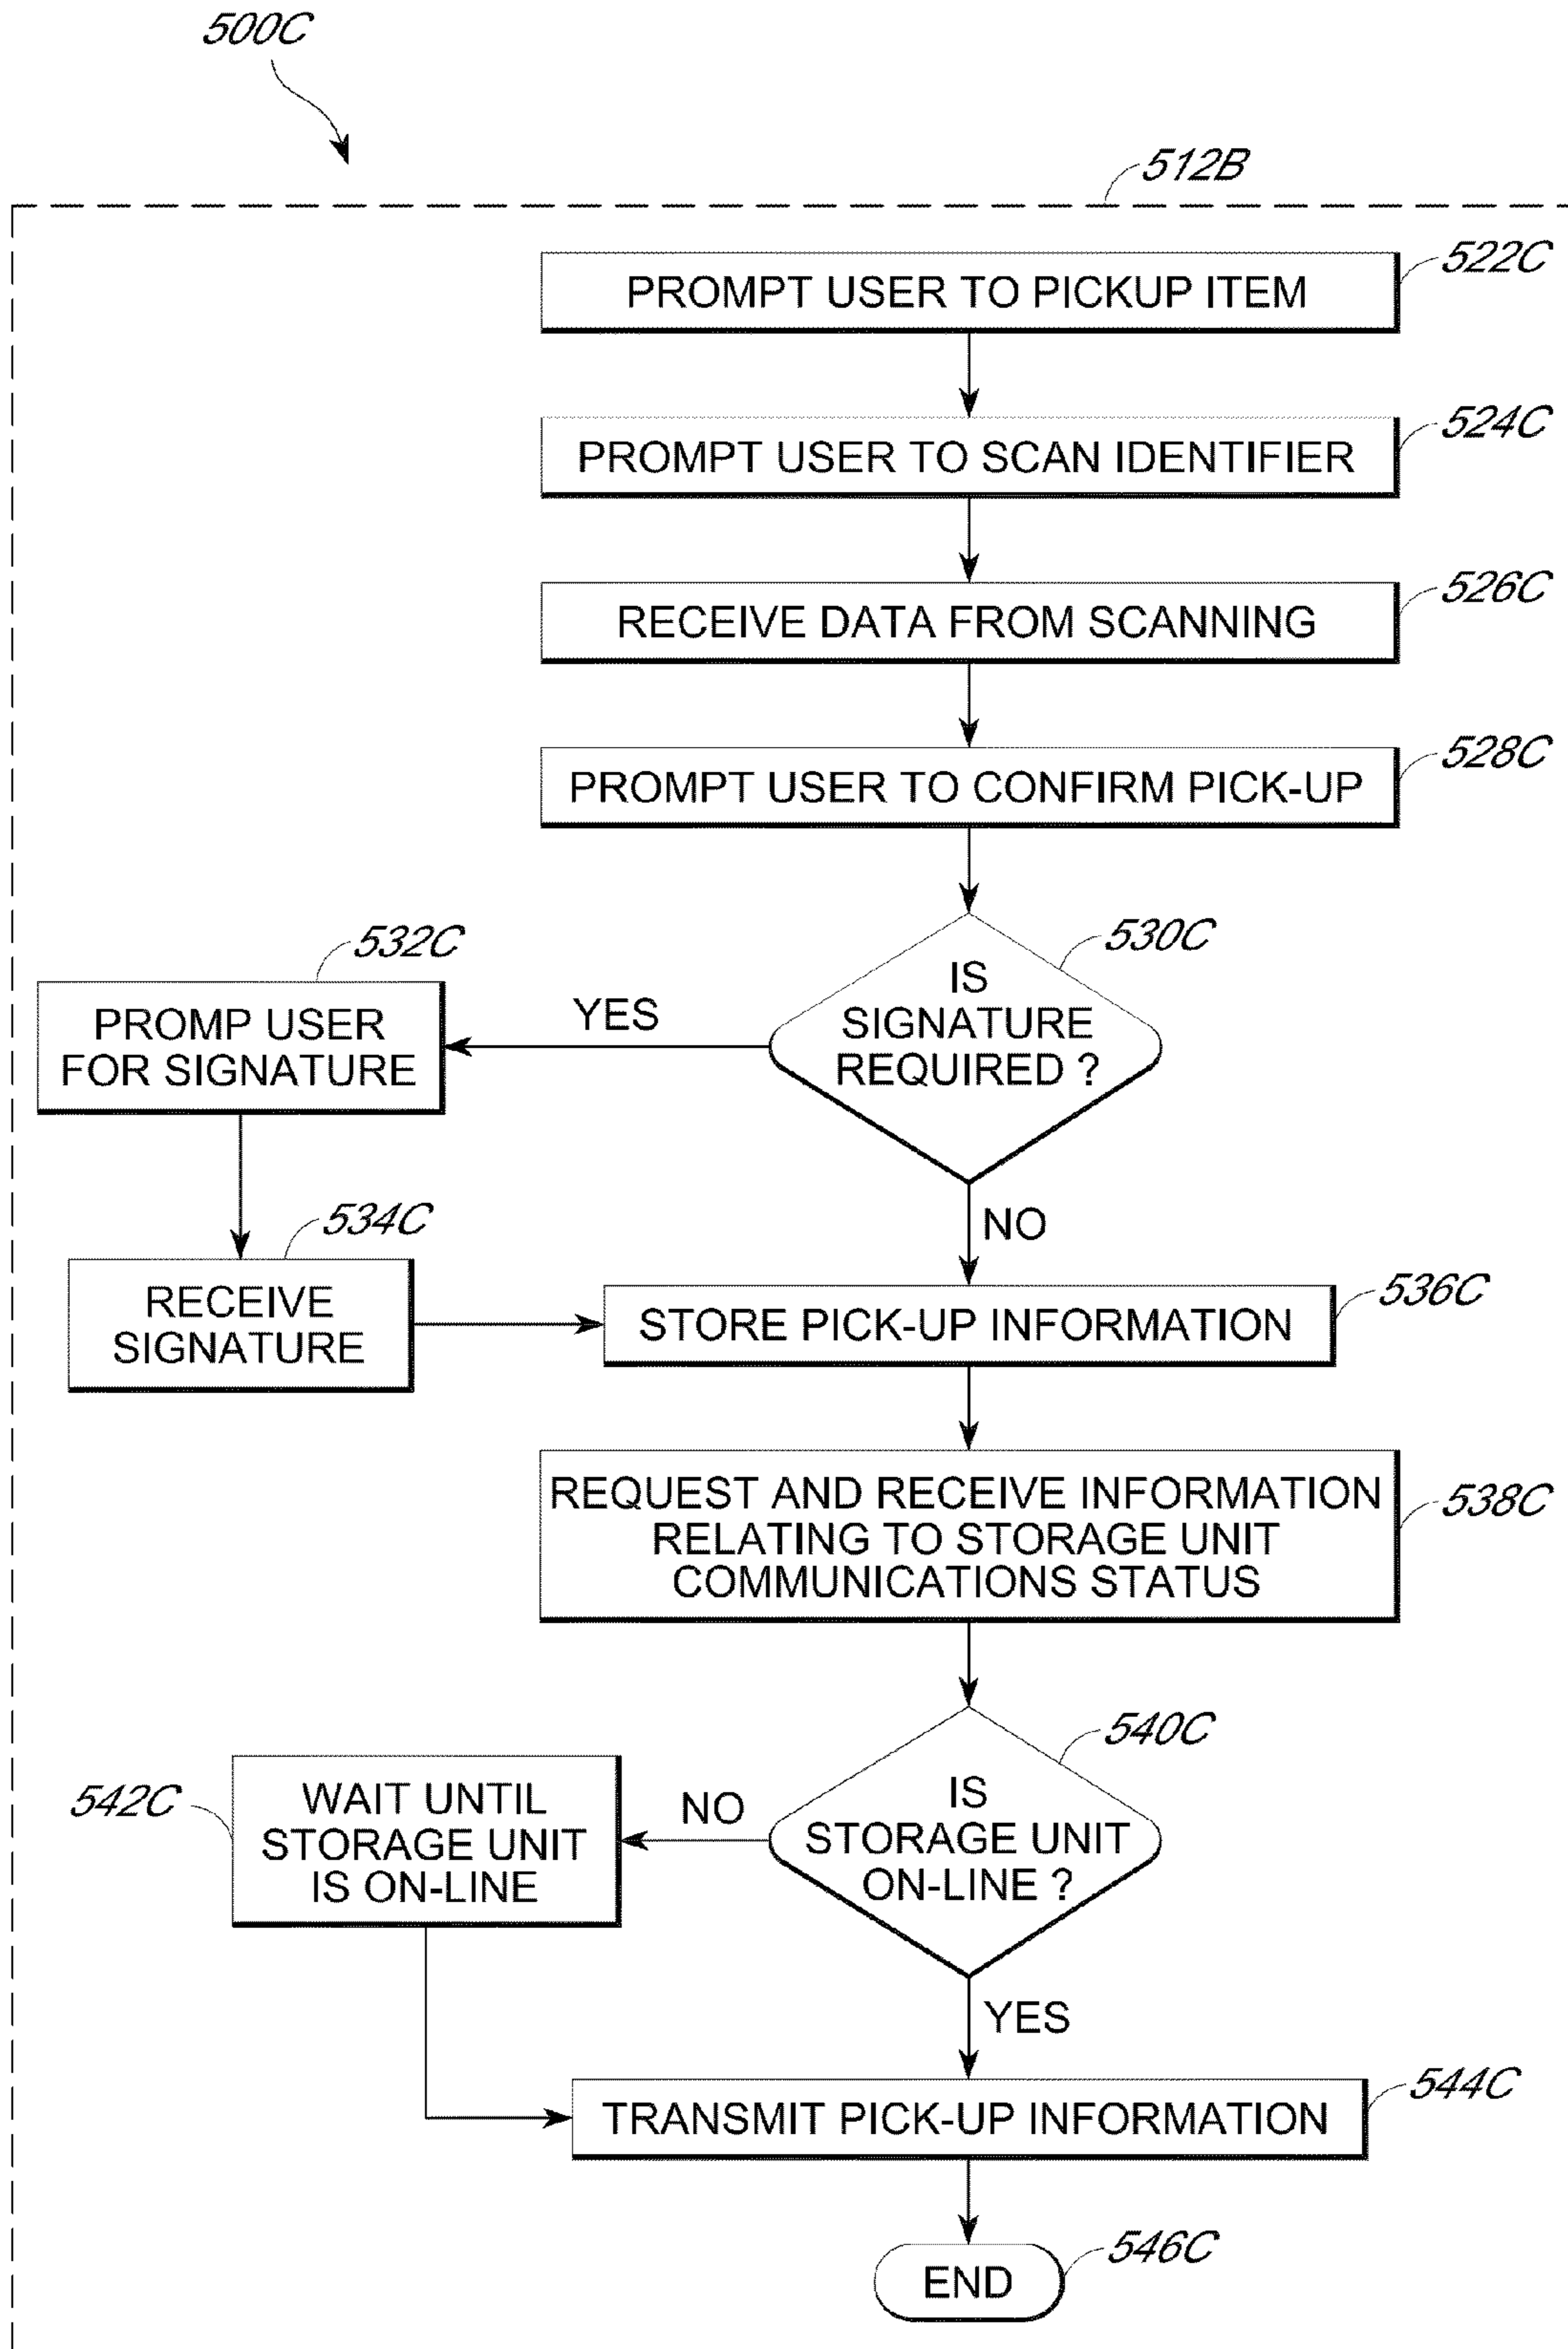 500C
512B
522C
PROMPT USER TO PICKUP ITEM
524C
PROMPT USER TO SCAN IDENTIFIER
526C
RECEIVE DATA FROM SCANNING
528C
PROMPT USER TO CONFIRM PICK-UP
530C
IS
SIGNATURE
REQUIRED ?
YES
532C
PROMP USER
FOR SIGNATURE
534C
RECEIVE
SIGNATURE
NO
536C
STORE PICK-UP INFORMATION
538C
REQUEST AND RECEIVE INFORMATION
RELATING TO STORAGE UNIT
COMMUNICATIONS STATUS
540C
IS
STORAGE UNIT
ON-LINE ?
NO
542C
WAIT UNTIL
STORAGE UNIT
IS ON-LINE
YES
544C
TRANSMIT PICK-UP INFORMATION
546C
END